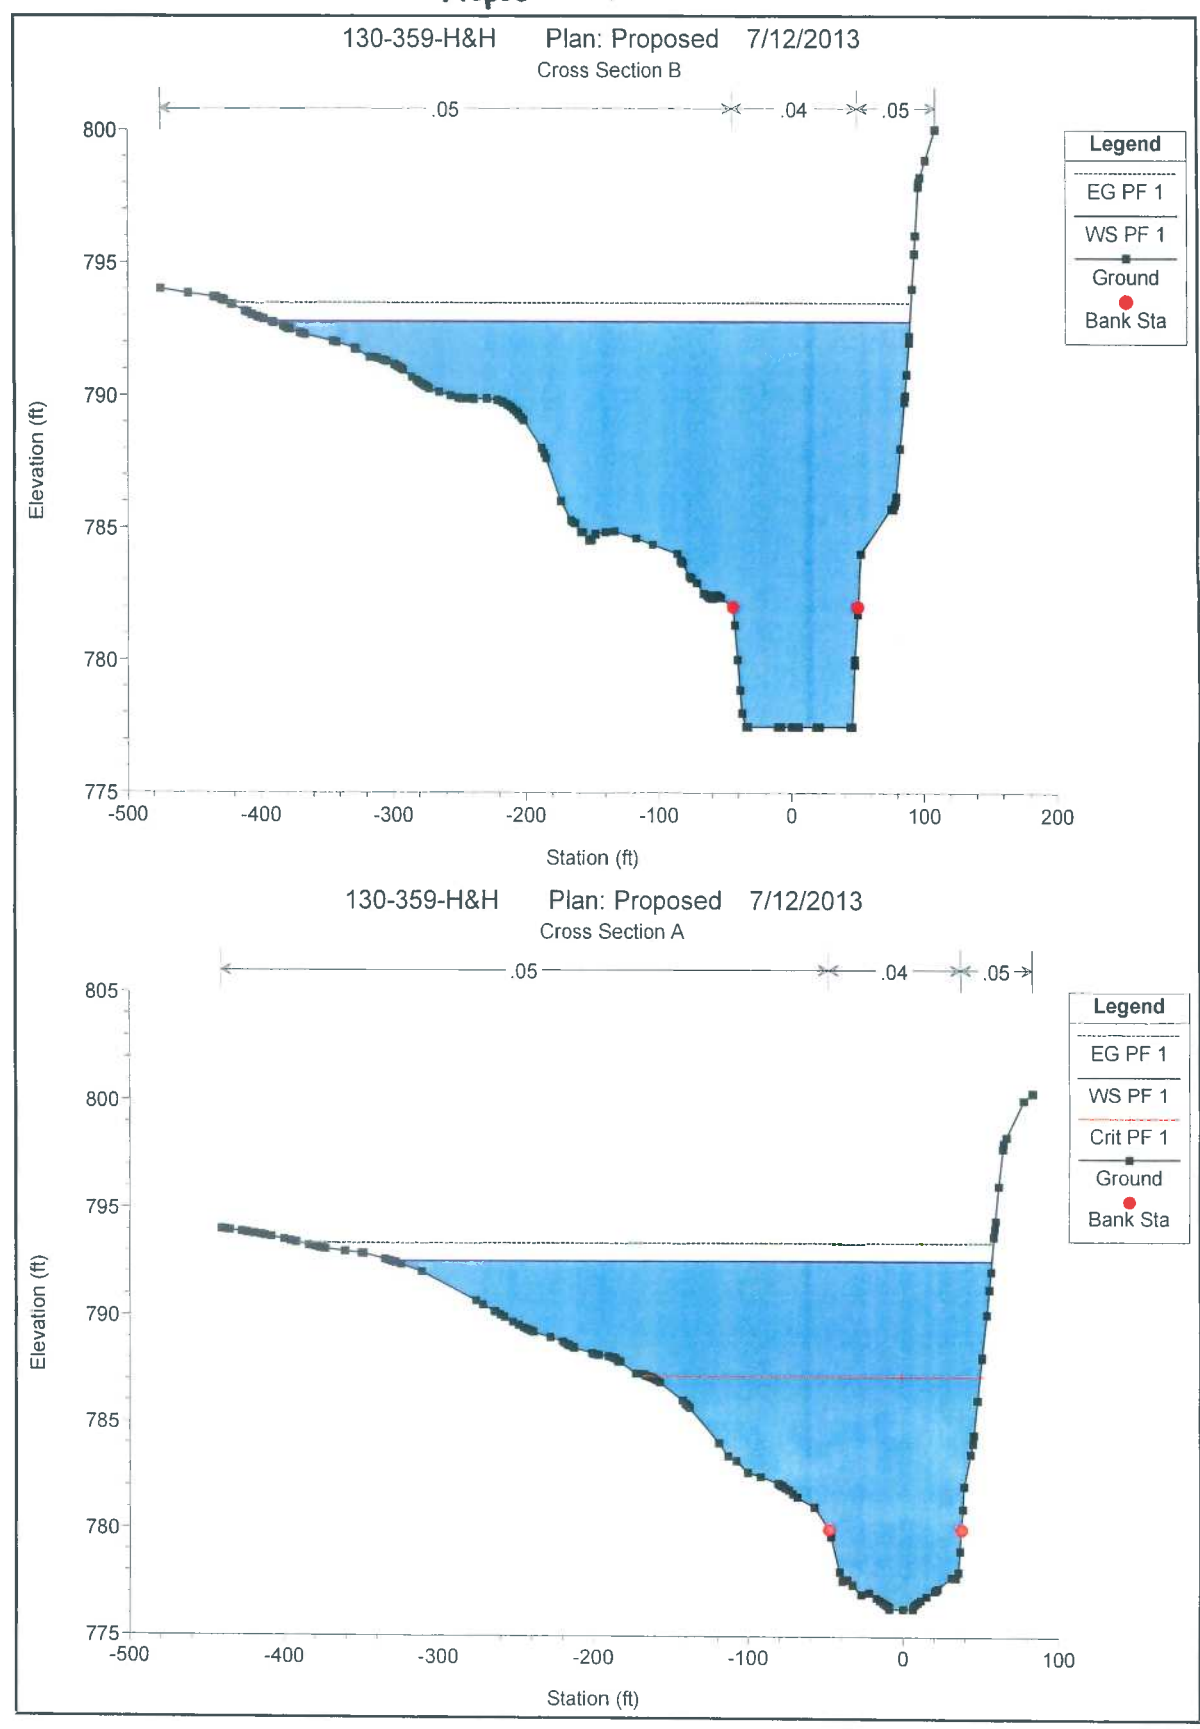 130-359-H&H Plan: Proposed 7/12/2013
Cross Section B
.05 .04 .05
800
795
790
785
780
775
Elevation (ft)
-500 -400 -300 -200 -100 0 100 200
Station (ft)
Legend
EG PF 1
WS PF 1
Ground
Bank Sta
130-359-H&H Plan: Proposed 7/12/2013
Cross Section A
.05 .04 .05
805
800
795
790
785
780
775
Elevation (ft)
-500 -400 -300 -200 -100 0 100
Station (ft)
Legend
EG PF 1
WS PF 1
Crit PF 1
Ground
Bank Sta